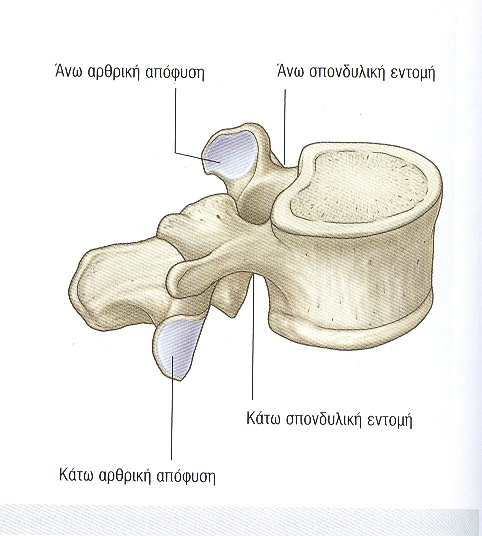 Άνω αρθρική απόφυση
Άνω σπονδυλική εντομή
Κάτω σπονδυλική εντομή
Κάτω αρθρική απόφυση